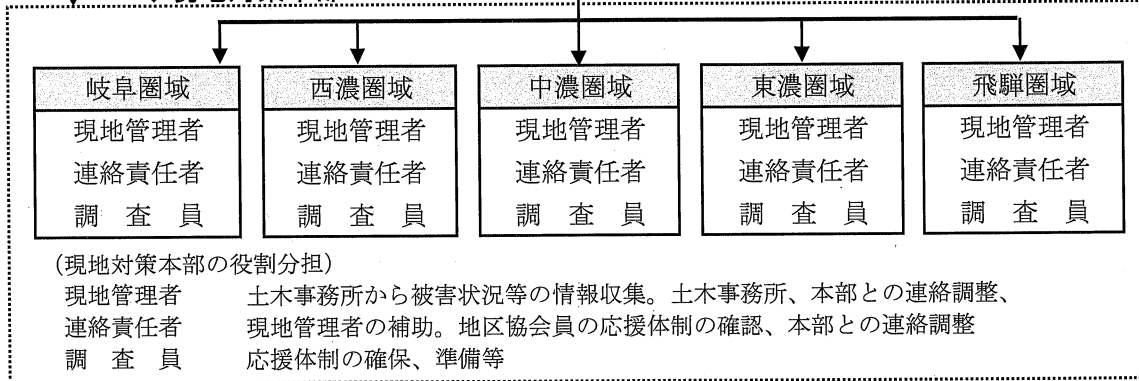 岐阜圏域 西濃圏域 中濃圏域 東濃圏域 飛騨圏域
現地管理者 現地管理者 現地管理者 現地管理者 現地管理者
連絡責任者 連絡責任者 連絡責任者 連絡責任者 連絡責任者
調査員 調査員 調査員 調査員 調査員
（現地対策本部の役割分担）
現地管理者 土木事務所から被害状況等の情報収集。土木事務所、本部との連絡調整、
連絡責任者 現地管理者の補助。地区協会員の応援体制の確認、本部との連絡調整
調査員 応援体制の確保、準備等